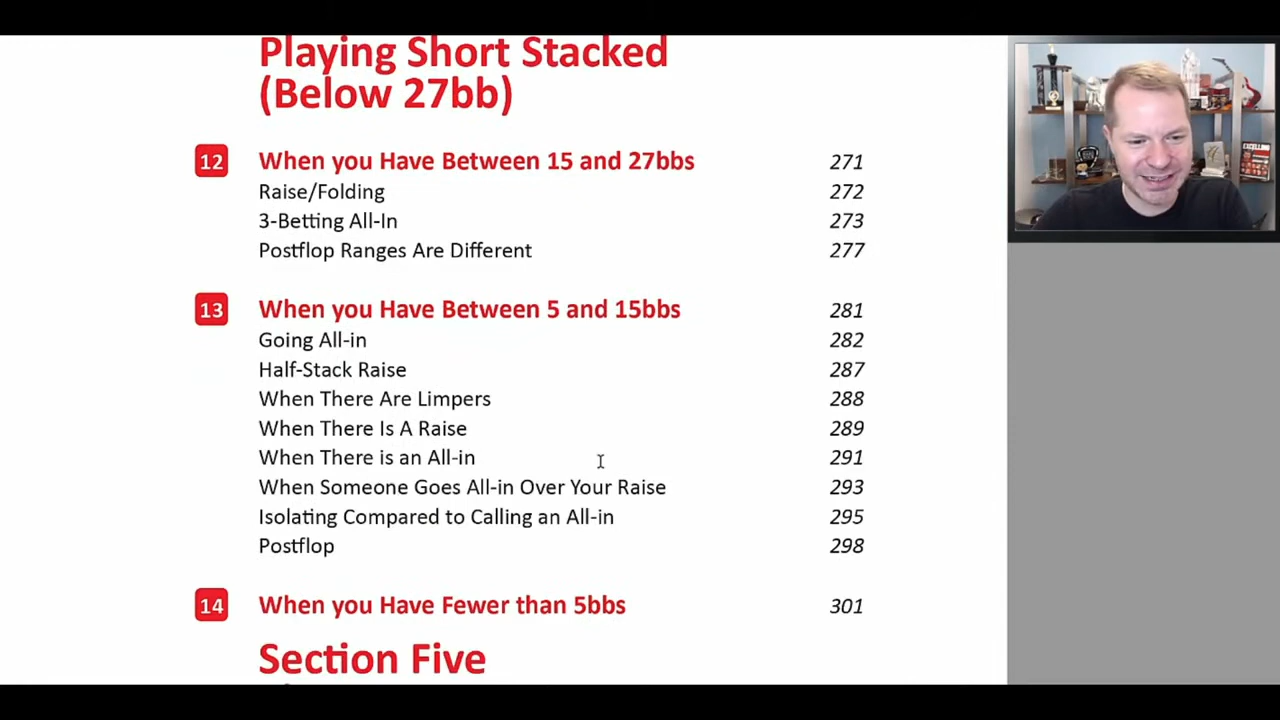 Playing Short Stacked
(Below 27bb)
12 When you Have Between 15 and 27bbs 271
Raise/Folding 272
3-Betting All-In 273
Postflop Ranges Are Different 277
13 When you Have Between 5 and 15bbs 281
Going All-in 282
Half-Stack Raise 287
When There Are Limpers 288
When There Is A Raise 289
When There is an All-in 291
When Someone Goes All-in Over Your Raise 293
Isolating Compared to Calling an All-in 295
Postflop 298
14 When you Have Fewer than 5bbs 301
Section Five
EXCELLING